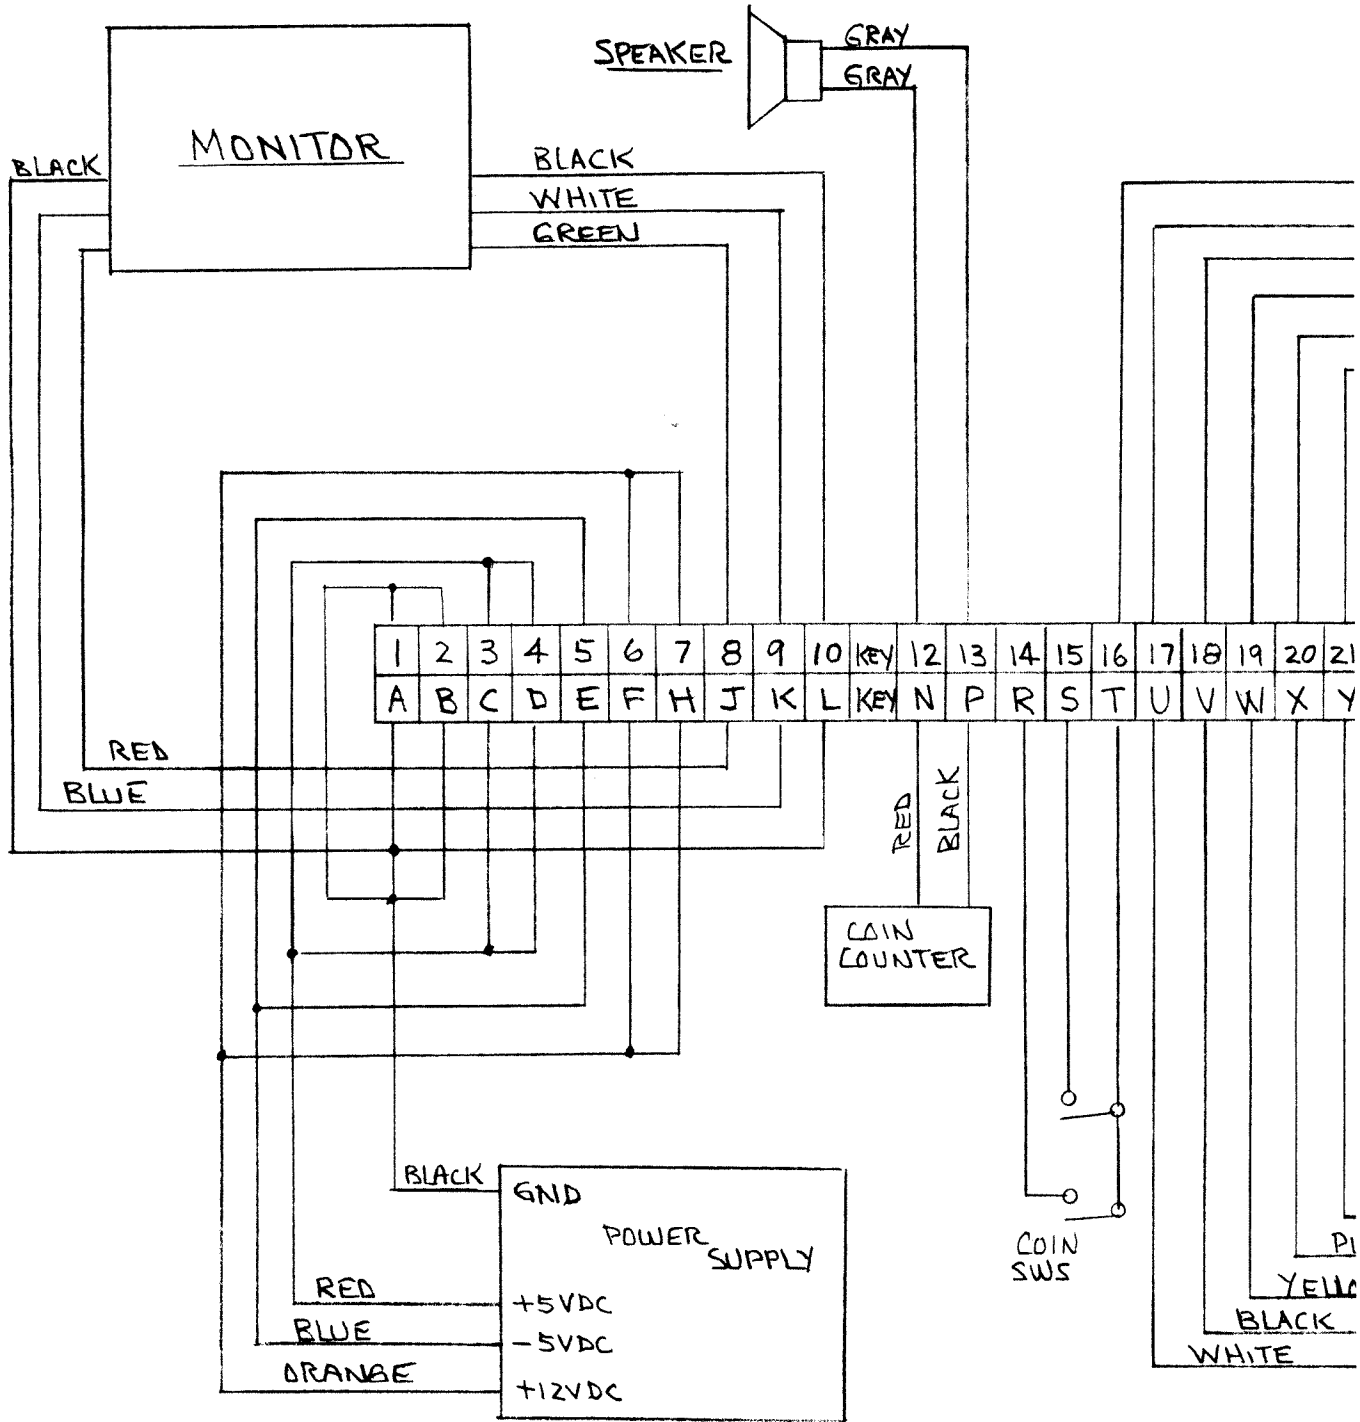 SPEAKER
GRAY
GRAY
MONITOR
BLACK
BLACK
WHITE
GREEN
1 2 3 4 5 6 7 8 9 10 KEY 12 13 14 15 16 17 18 19 20 21
A B C D E F H J K L KEY N P R S T U V W X Y
RED
BLUE
RED
BLACK
COIN
COUNTER
COIN
SWS
BLACK
GND
POWER
SUPPLY
RED
+5VDC
BLUE
-5VDC
ORANGE
+12VDC
YELLO
BLACK
WHITE